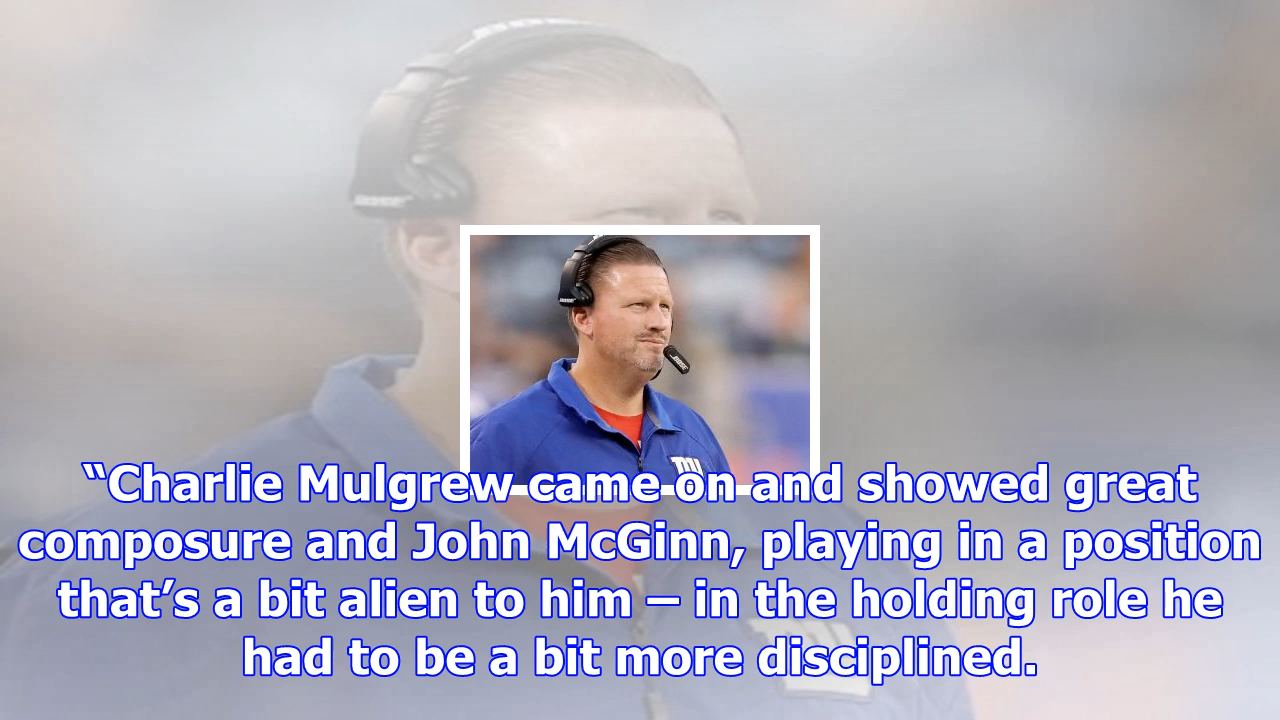 “Charlie Mulgrew came on and showed great
composure and John McGinn, playing in a position
that’s a bit alien to him – in the holding role he
had to be a bit more disciplined.